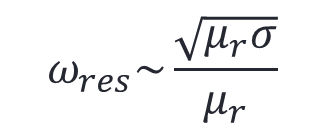 ω_res ~ √(μ_r σ) / μ_r